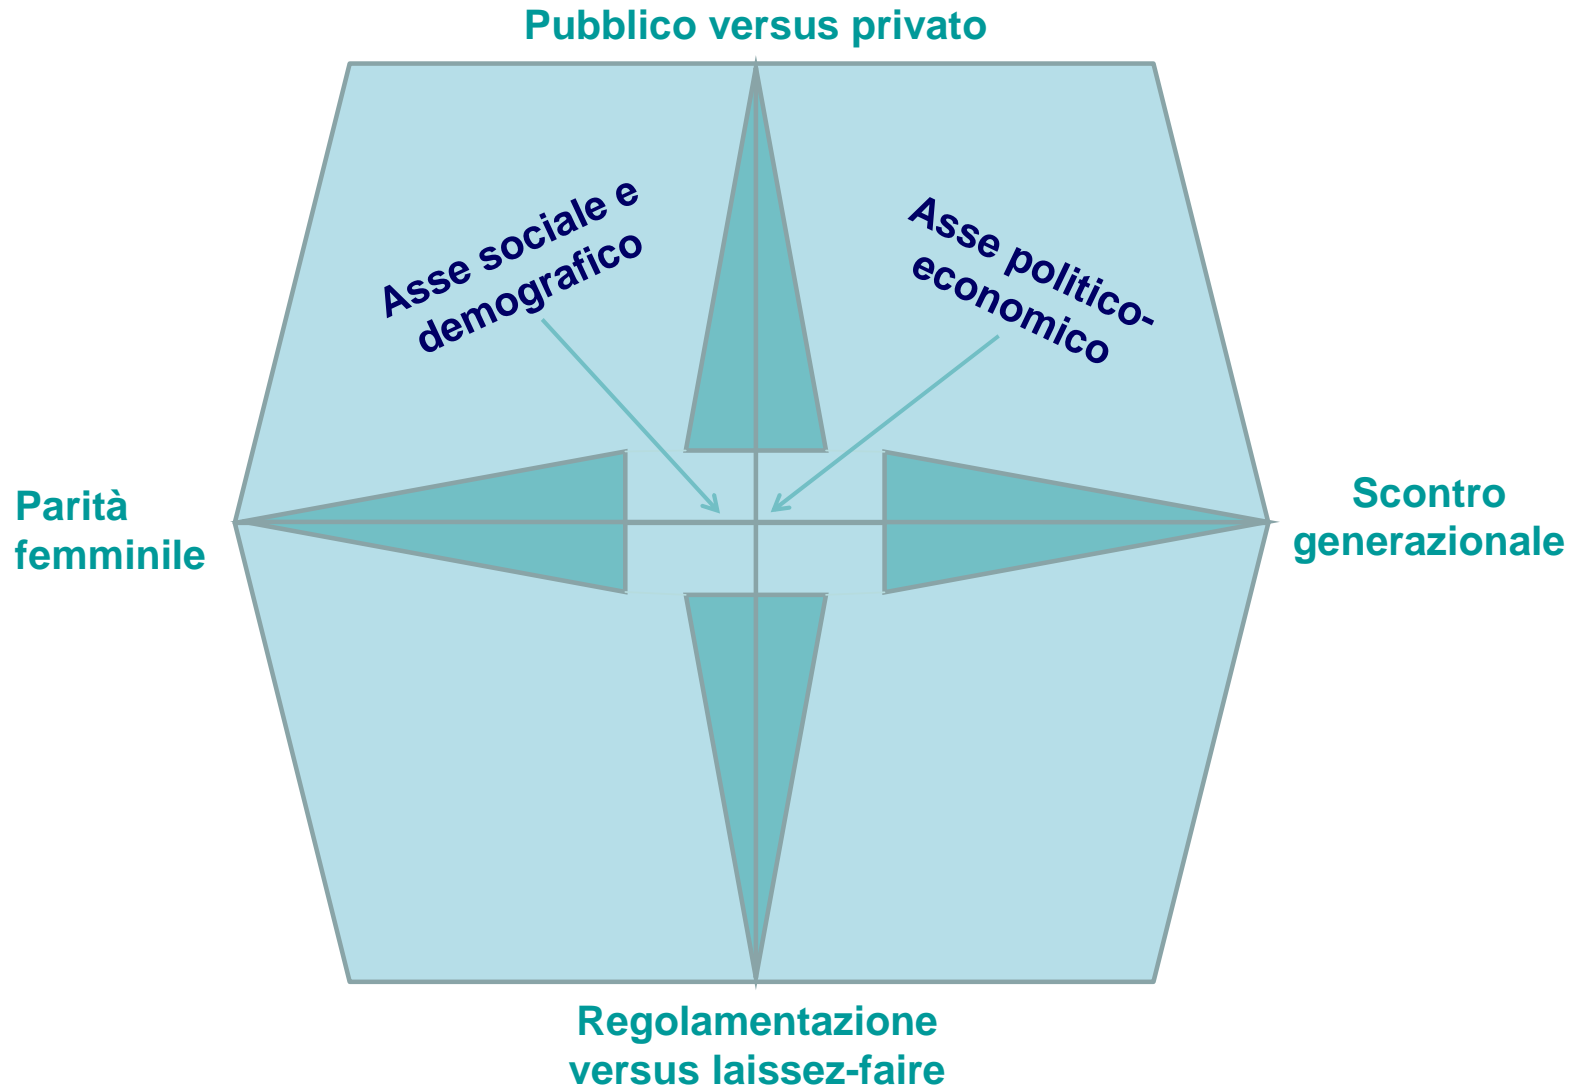 Pubblico versus privato
Asse sociale e
demografico
Asse politico-
economico
Parità
femminile
Scontro
generazionale
Regolamentazione
versus laissez-faire